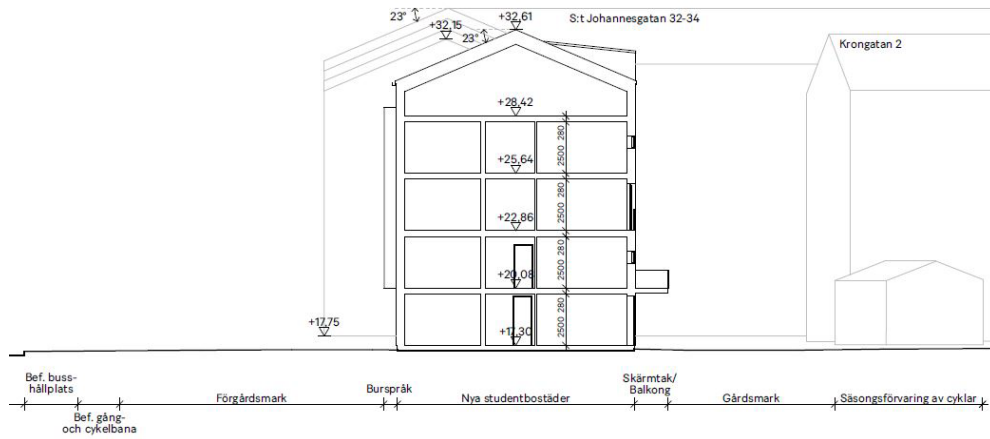 23°
+32,61
S:t Johannesgatan 32-34
+32,15
23°
Krongatan 2
+28,42
280
2500
+25,64
280
2500
+22,86
280
2500
+20,08
280
2500
+17,75
+17,30
Bef. buss-
hållplats
Bef. gång-
och cykelbana
Förgårdsmark
Burspråk
Nya studentbostäder
Skärmtak/
Balkong
Gårdsmark
Säsongsförvaring av cyklar